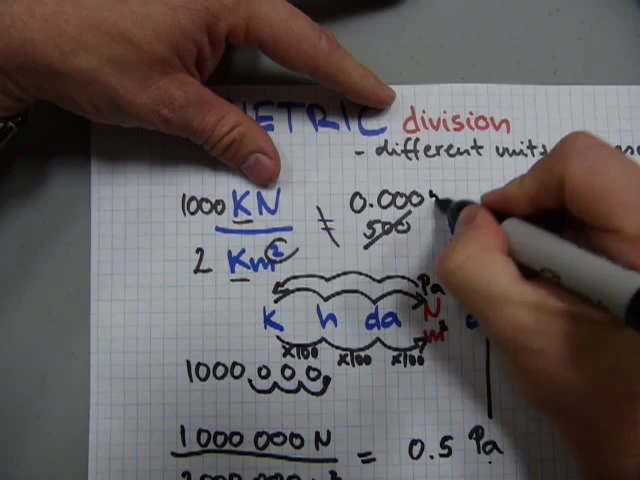 METRIC division
- different units
1000 KN ≠ 0.000
500
2 Km²
Pa
K h da N
m²
x100 x100 x100
1000 000
1 000 000 N = 0.5 Pa